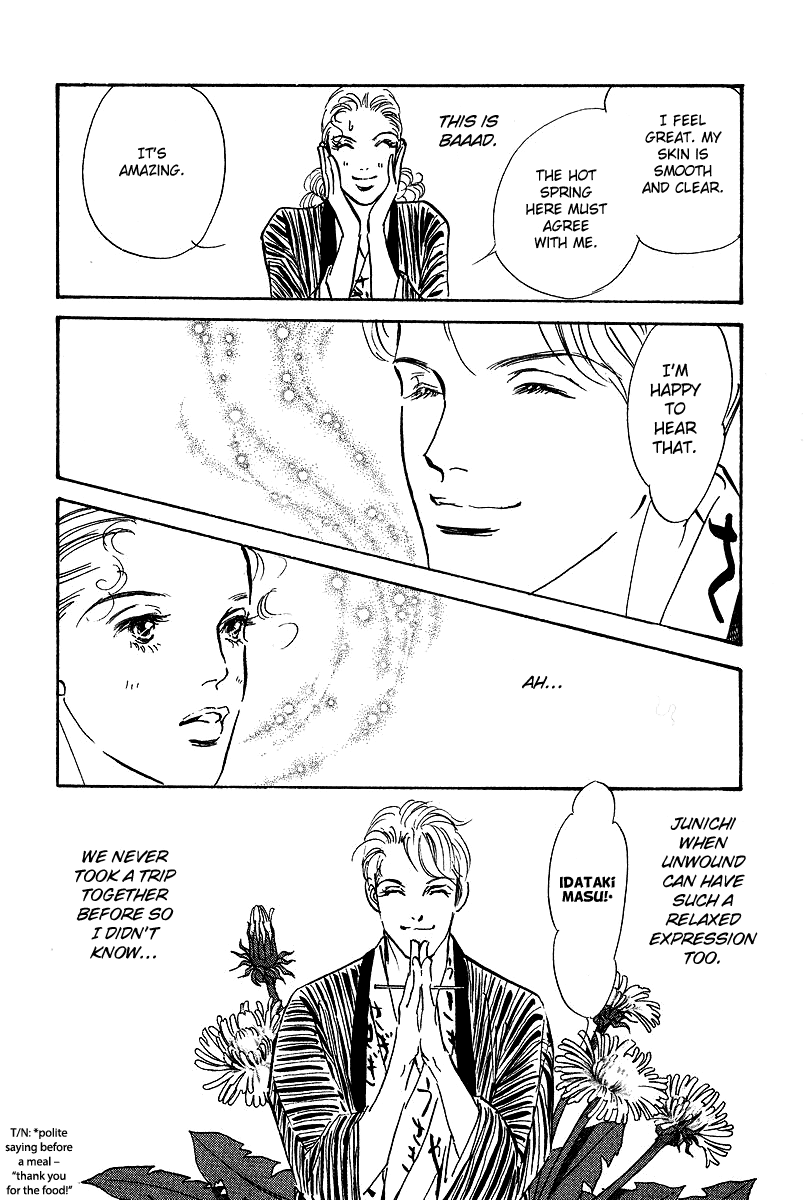 I FEEL
GREAT. MY
SKIN IS
SMOOTH
AND CLEAR.
THE HOT
SPRING
HERE MUST
AGREE
WITH ME.
THIS IS
BAAAD.
IT'S
AMAZING.
I'M
HAPPY
TO
HEAR
THAT.
AH...
JUNICHI
WHEN
UNWOUND
CAN HAVE
SUCH A
RELAXED
EXPRESSION
TOO.
IDATAKi
MASU!*
WE NEVER
TOOK A TRIP
TOGETHER
BEFORE SO
I DIDN'T
KNOW...
T/N: *polite
saying before
a meal –
"thank you
for the food!"